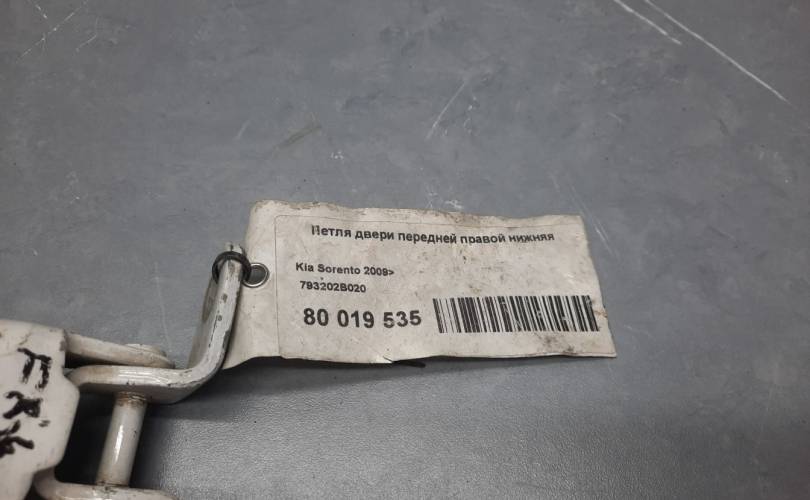 Петля двери передней правой нижняя
Kia Sorento 2009>
793202B020
80 019 535